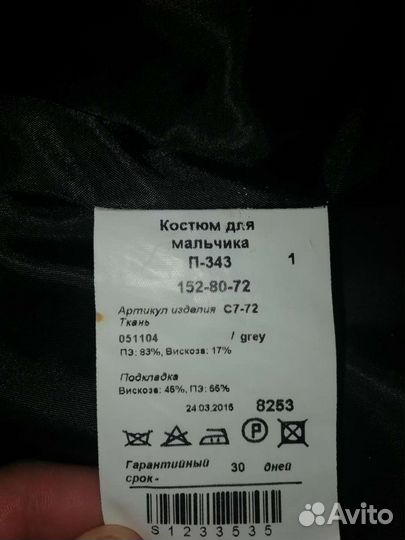 Костюм для
мальчика
П-343 1
152-80-72
Артикул изделия С7-72
Ткань
051104 / grey
ПЭ: 83%, Вискоза: 17%
Подкладка
Вискоза: 45%, ПЭ: 55%
24.03.2015 8253
P
Гарантийный 30 дней
срок-
S1233535
Avito